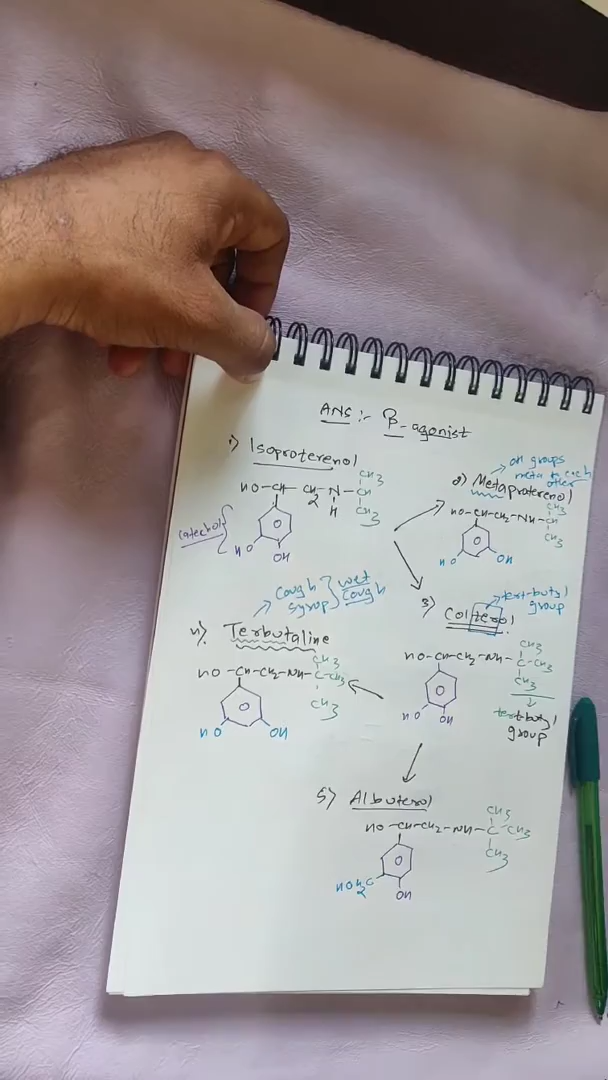 ANS :- β-agonist
1) Isoproterenol
CH3
HO-CH CH2-N-CH
H CH3
catechol
HO
OH
OH groups
meta to each
other
2) Metaproterenol
HO-CH-CH2-NH-CH
CH3
CH3
HO OH
3) Colterol
tert-butyl
group
HO-CH-CH2-NH-C-CH3
CH3
CH3
HO OH
tert-butyl
group
Cough
syrup
wet
cough
4) Terbutaline
HO-CH-CH2-NH-C-CH3
CH3
CH3
HO OH
5) Albuterol
CH3
HO-CH-CH2-NH-C-CH3
CH3
HOH2C
OH